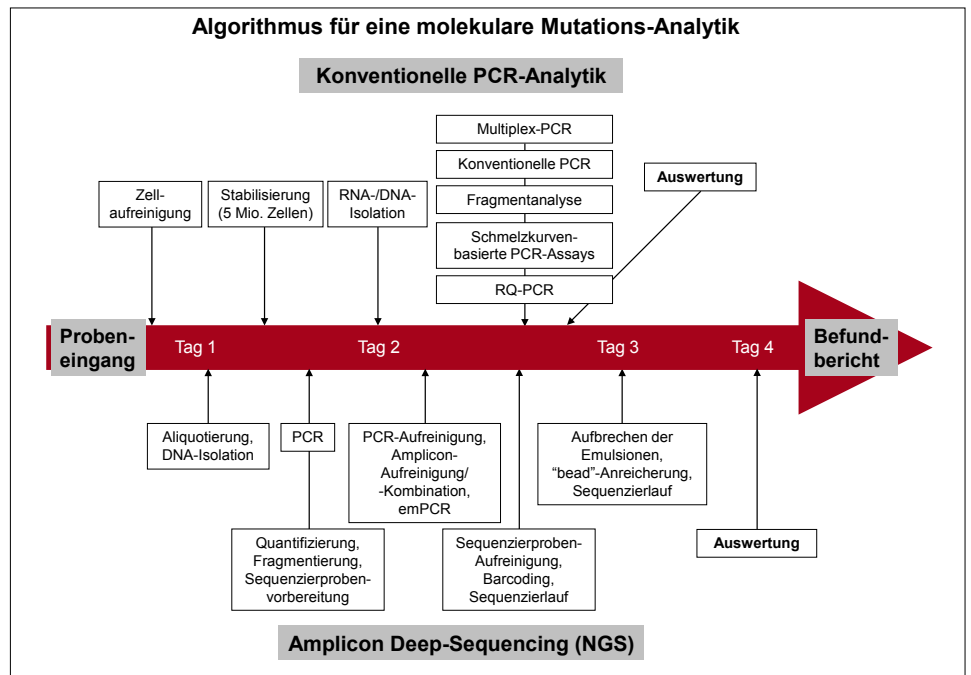 Algorithmus für eine molekulare Mutations-Analytik
Konventionelle PCR-Analytik
Zell-
aufreinigung
Stabilisierung
(5 Mio. Zellen)
RNA-/DNA-
Isolation
Multiplex-PCR
Konventionelle PCR
Fragmentanalyse
Schmelzkurven-
basierte PCR-Assays
RQ-PCR
Auswertung
Proben-
eingang
Tag 1
Tag 2
Tag 3
Tag 4
Befund-
bericht
Aliquotierung,
DNA-Isolation
PCR
Quantifizierung,
Fragmentierung,
Sequenzierproben-
vorbereitung
PCR-Aufreinigung,
Amplicon-
Aufreinigung/
-Kombination,
emPCR
Sequenzierproben-
Aufreinigung,
Barcoding,
Sequenzierlauf
Aufbrechen der
Emulsionen,
“bead”-Anreicherung,
Sequenzierlauf
Auswertung
Amplicon Deep-Sequencing (NGS)